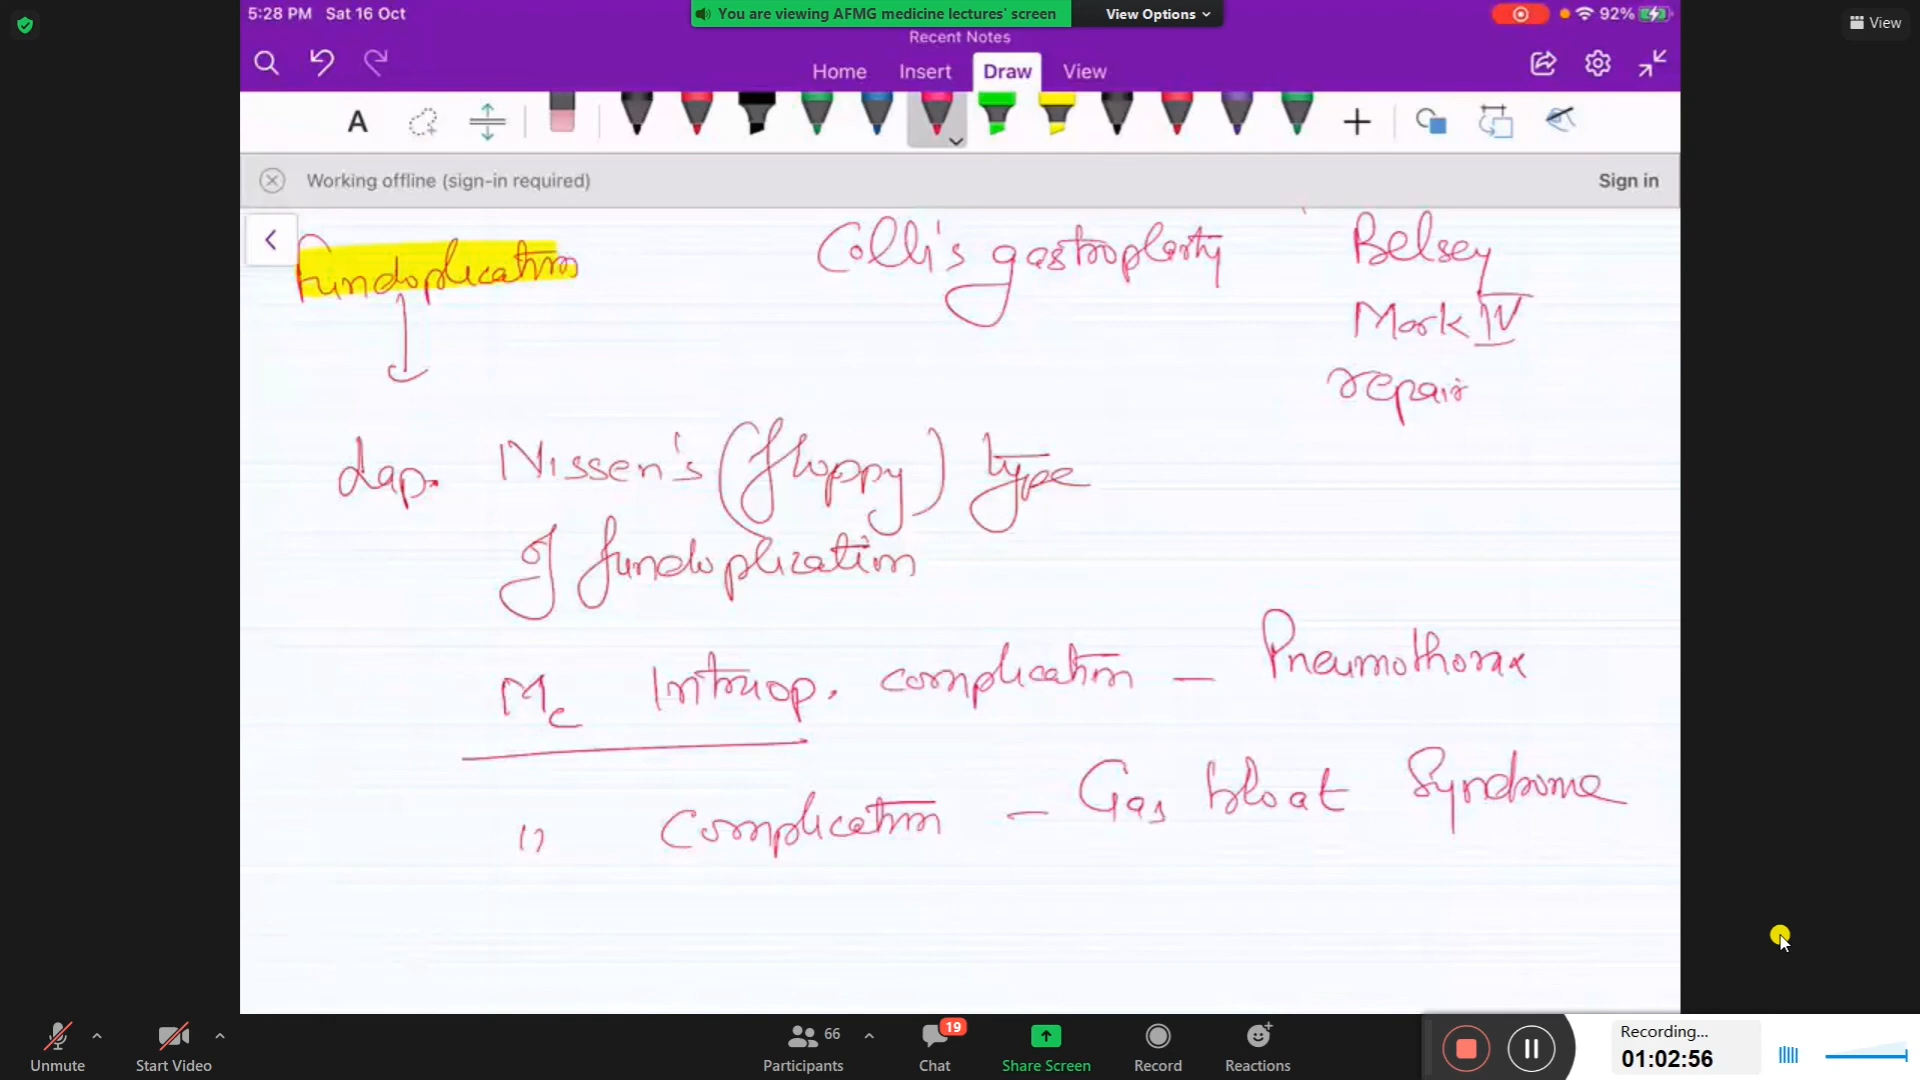 5:28 PM Sat 16 Oct
You are viewing AFMG medicine lectures' screen
View Options
92%
View
Recent Notes
Home Insert Draw View
A
Working offline (sign-in required)
Sign in
Fundoplication
Colli's gastroplasty
Belsey
Mark IV
repair
Lap. Nissen's (floppy) type
of fundoplication
Mc Intraop. complication - Pneumothorax
" Complication - Gas bloat Syndrome
Unmute
Start Video
Participants 66
Chat 19
Share Screen
Record
Reactions
Recording...
01:02:56